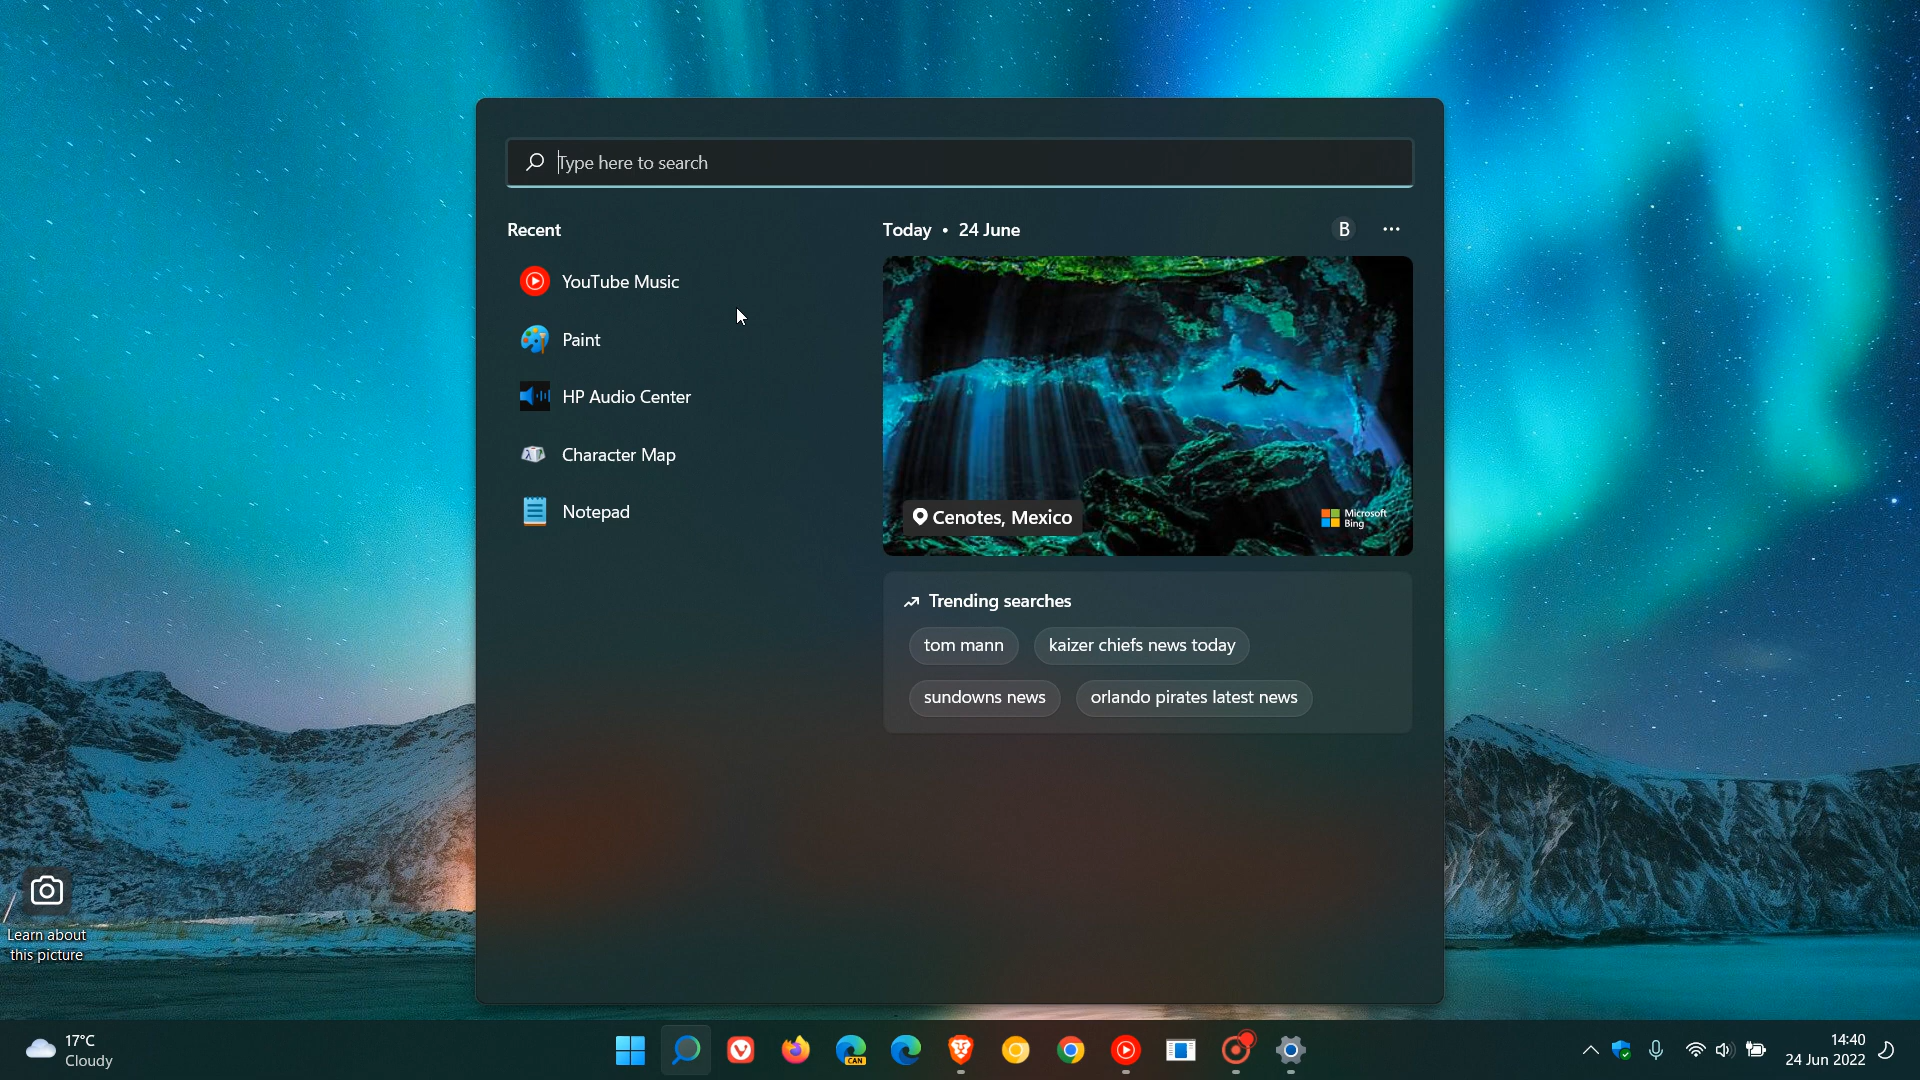 Type here to search
Recent
Today • 24 June
B
YouTube Music
Paint
HP Audio Center
Character Map
Notepad
Cenotes, Mexico
Microsoft
Bing
Trending searches
tom mann
kaizer chiefs news today
sundowns news
orlando pirates latest news
Learn about
this picture
17°C
Cloudy
CAN
14:40
24 Jun 2022